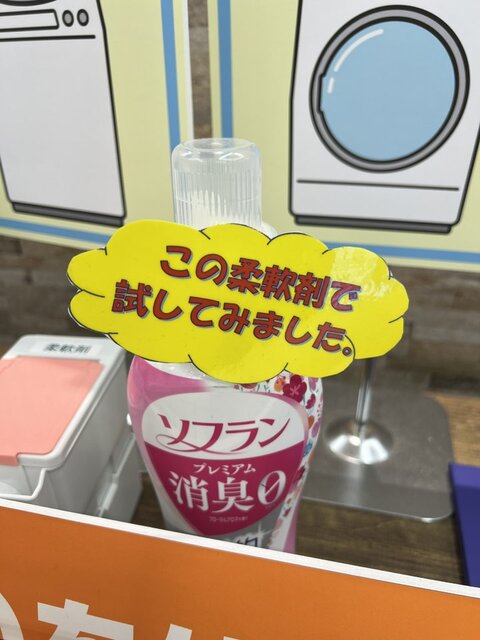 この柔軟剤で
試してみました。
柔軟剤
ソフラン
プレミアム
消臭0